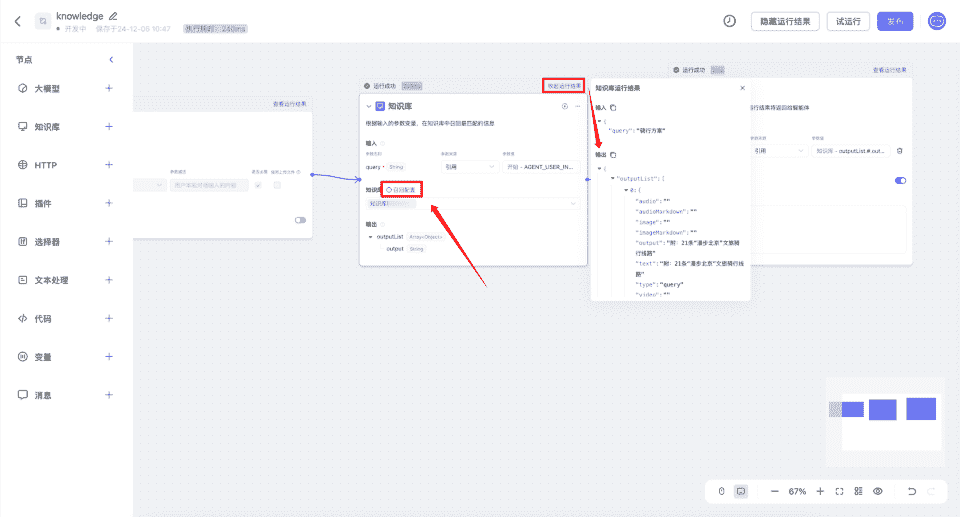 knowledge
开发中 保存于24-12-05 10:47
隐藏运行结果
试运行
发布
节点
大模型
知识库
HTTP
插件
选择器
文本处理
代码
变量
消息
查看运行结果
运行成功
收起运行结果
知识库
根据输入的参数变量，在知识库中召回最匹配的信息
输入
query
String
引用
开始 - AGENT_USER_IN...
知识库
召回配置
输出
outputList
Array<Object>
output
String
知识库运行结果
输入
{
"query":"骑行方案"
输出
{
"outputList":[
0:{
"audio":""
"audioMarkdown":""
"image":""
"imageMarkdown":""
"output":"附：21条“漫步北京”文旅骑
行线路"
"text":"附：21条“漫步北京”文旅骑行线
路"
"type":"query"
"video":""
运行成功
查看运行结果
引用
知识库 - outputList.#.out...
67%